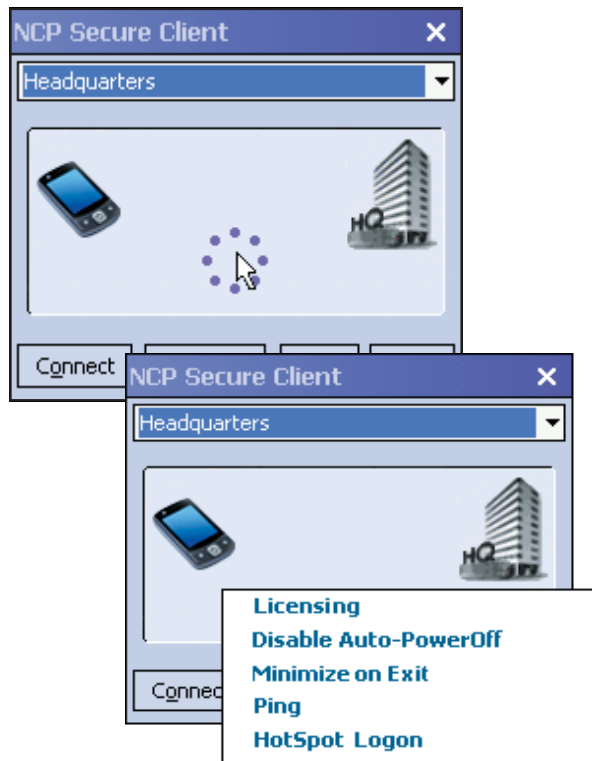 NCP Secure Client
Headquarters
HQ
Connect
NCP Secure Client
Headquarters
HQ
Connec
Licensing
Disable Auto-PowerOff
Minimize on Exit
Ping
HotSpot Logon